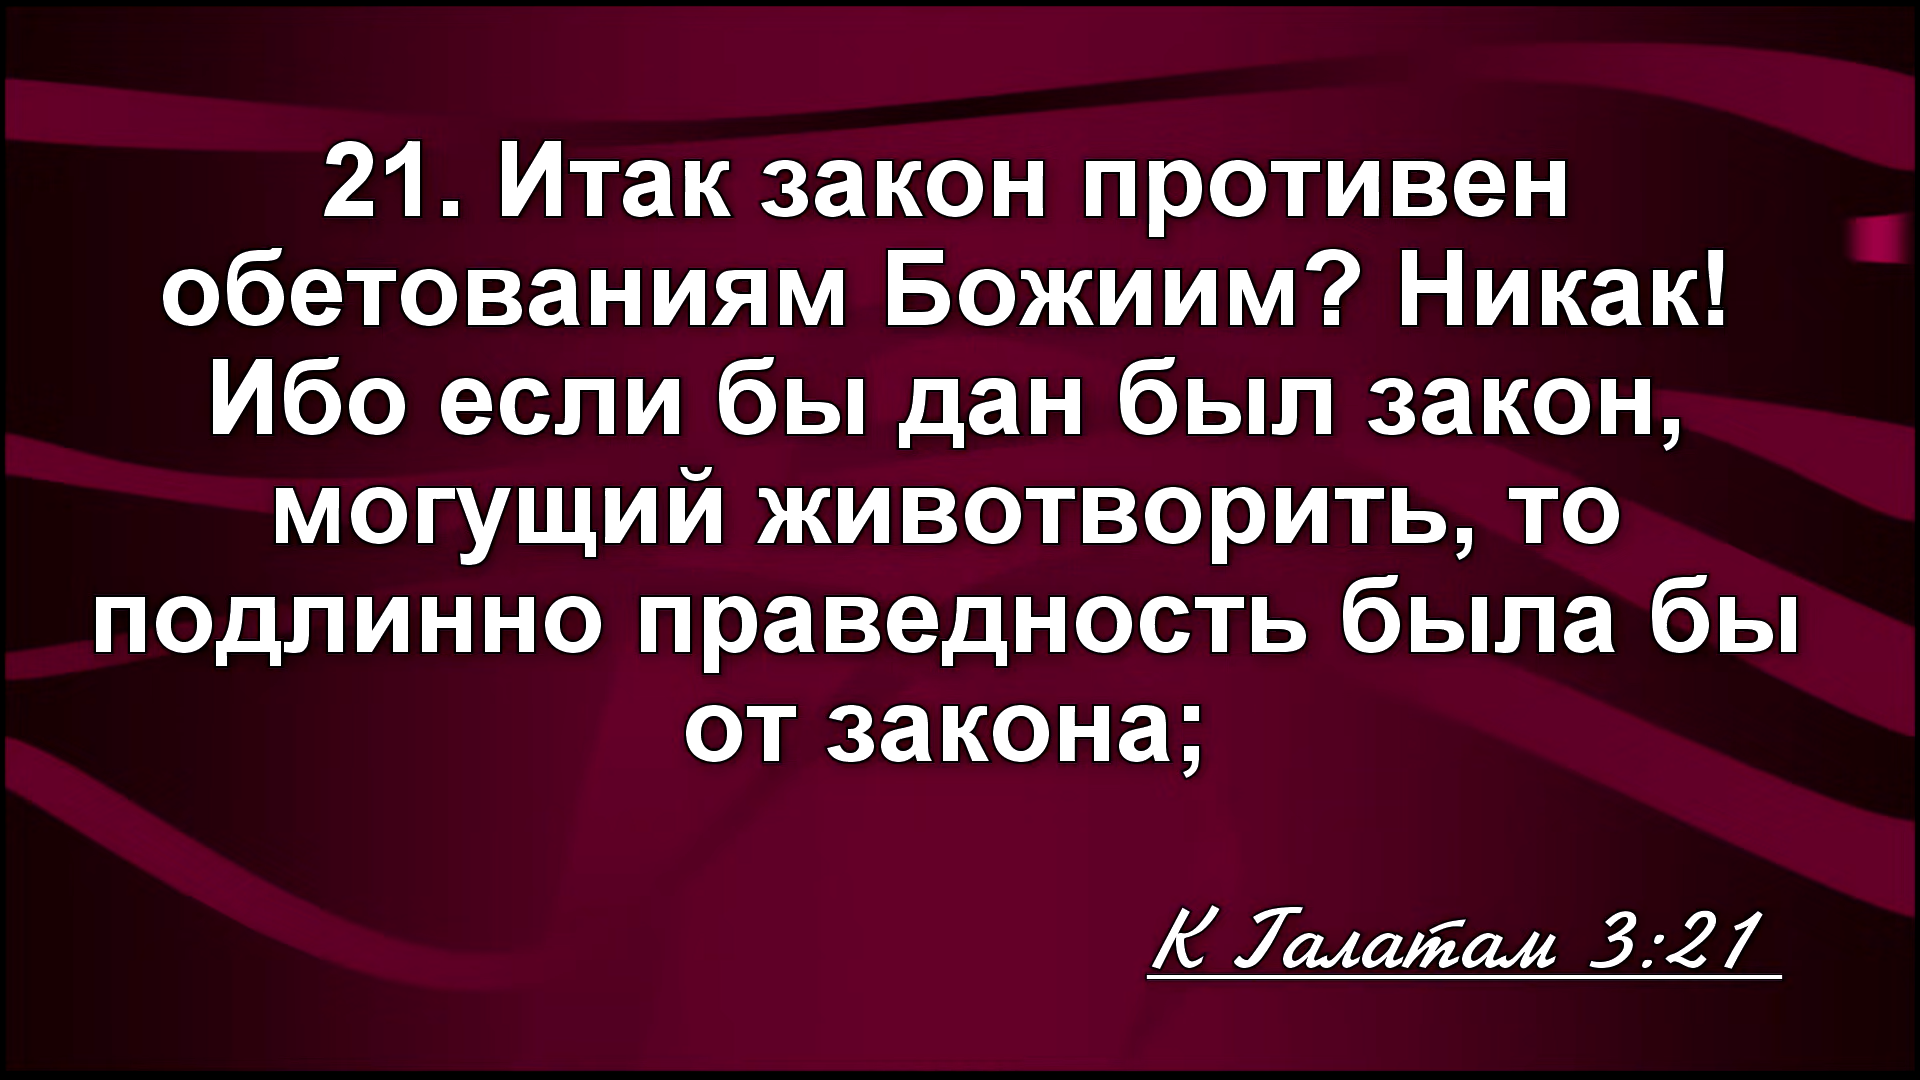 21. Итак закон противен
обетованиям Божиим? Никак!
Ибо если бы дан был закон,
могущий животворить, то
подлинно праведность была бы
от закона;
К Галатам 3:21